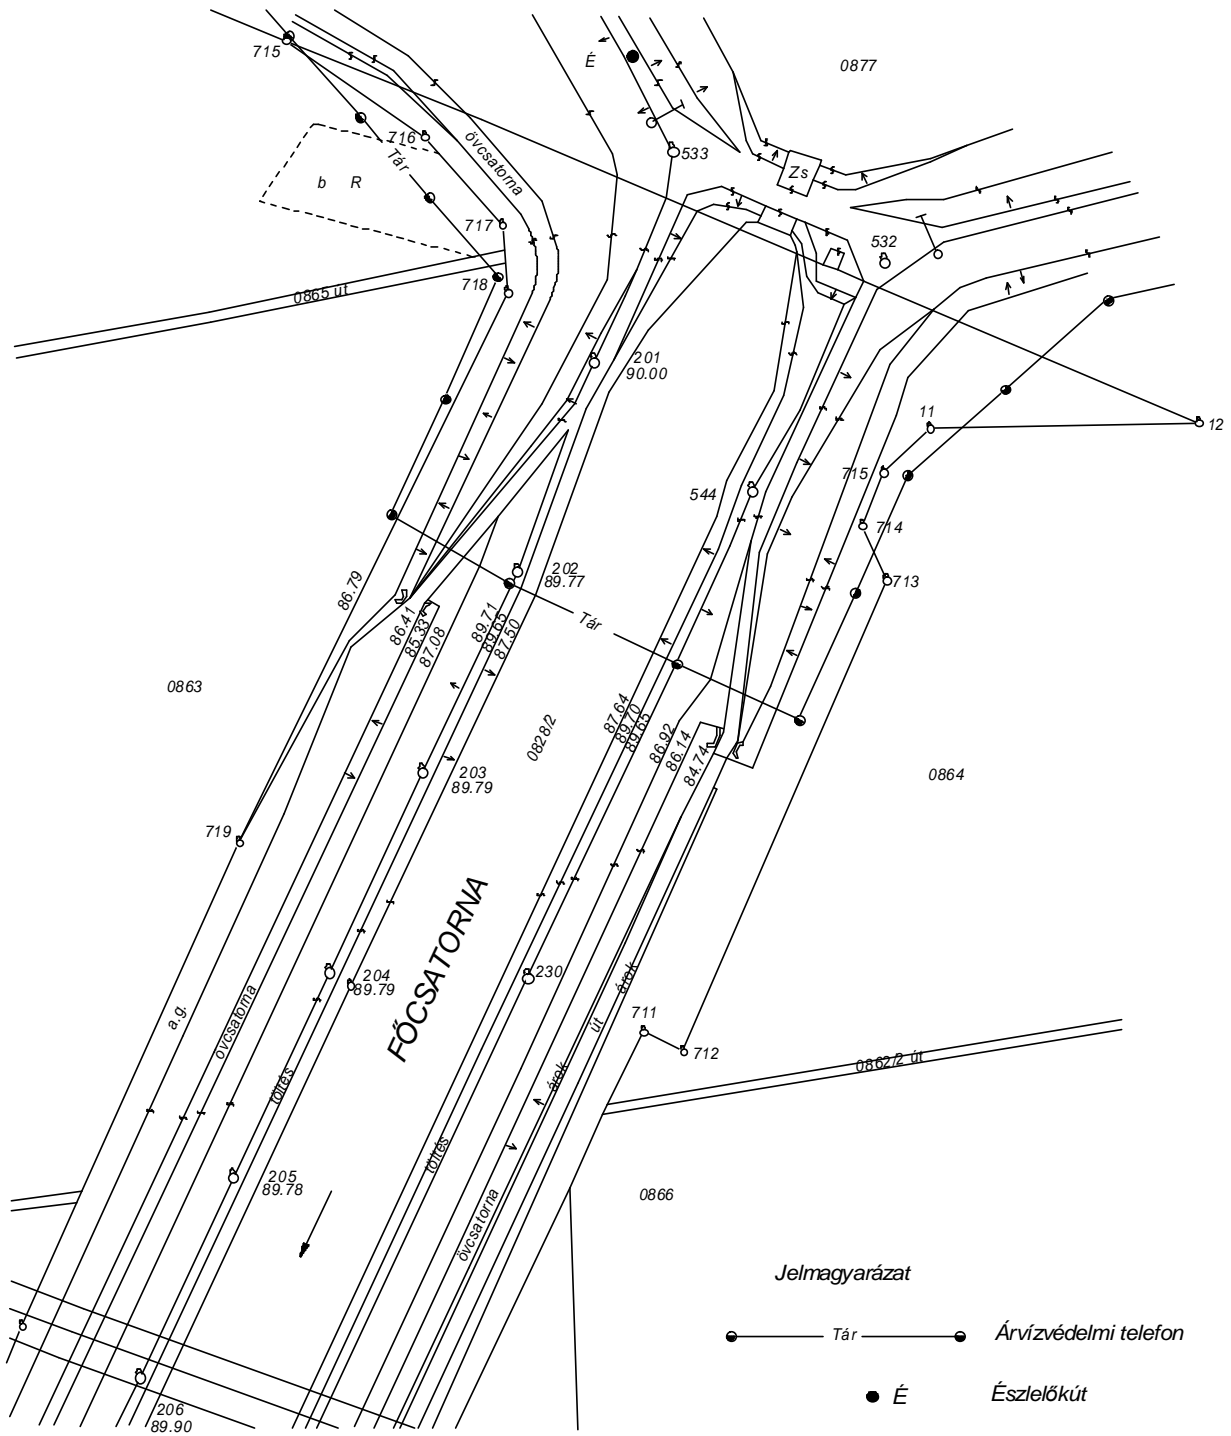 715
É
0877
716
övcsatorna
533
Tár
Zs
b R
717
532
718
0865 út
201
90.00
11
12
715
544
714
202
89.77
713
86.79
86.41
85.33
87.08
89.71
89.65
87.50
Tár
0863
0828/2
87.64
89.70
89.65
86.92
86.14
84.74
203
89.79
0864
719
FŐCSATORNA
204
89.79
230
a.g.
övcsatorna
árok
út
711
712
0862/2 út
árok
töltés
töltés
205
89.78
0866
övcsatorna
Jelmagyarázat
Tár Árvízvédelmi telefon
É Észlelőkút
206
89.90